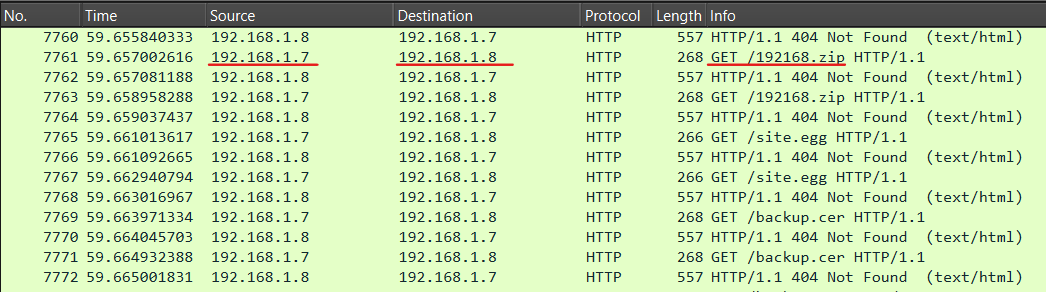 No. Time Source Destination Protocol Length Info
7760 59.655840333 192.168.1.8 192.168.1.7 HTTP 557 HTTP/1.1 404 Not Found (text/html)
7761 59.657002616 192.168.1.7 192.168.1.8 HTTP 268 GET /192168.zip HTTP/1.1
7762 59.657081188 192.168.1.8 192.168.1.7 HTTP 557 HTTP/1.1 404 Not Found (text/html)
7763 59.658958288 192.168.1.7 192.168.1.8 HTTP 268 GET /192168.zip HTTP/1.1
7764 59.659037437 192.168.1.8 192.168.1.7 HTTP 557 HTTP/1.1 404 Not Found (text/html)
7765 59.661013617 192.168.1.7 192.168.1.8 HTTP 266 GET /site.egg HTTP/1.1
7766 59.661092665 192.168.1.8 192.168.1.7 HTTP 557 HTTP/1.1 404 Not Found (text/html)
7767 59.662940794 192.168.1.7 192.168.1.8 HTTP 266 GET /site.egg HTTP/1.1
7768 59.663016967 192.168.1.8 192.168.1.7 HTTP 557 HTTP/1.1 404 Not Found (text/html)
7769 59.663971334 192.168.1.7 192.168.1.8 HTTP 268 GET /backup.cer HTTP/1.1
7770 59.664045703 192.168.1.8 192.168.1.7 HTTP 557 HTTP/1.1 404 Not Found (text/html)
7771 59.664932388 192.168.1.7 192.168.1.8 HTTP 268 GET /backup.cer HTTP/1.1
7772 59.665001831 192.168.1.8 192.168.1.7 HTTP 557 HTTP/1.1 404 Not Found (text/html)